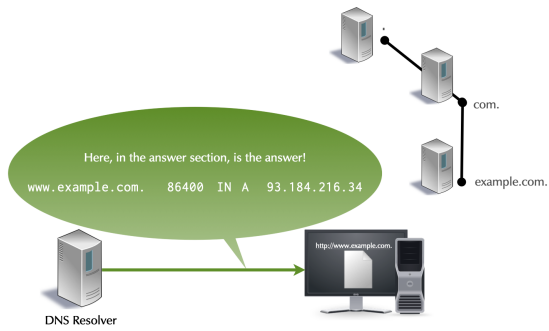 .
com.
example.com.
Here, in the answer section, is the answer!
www.example.com. 86400 IN A 93.184.216.34
http://www.example.com.
DNS Resolver